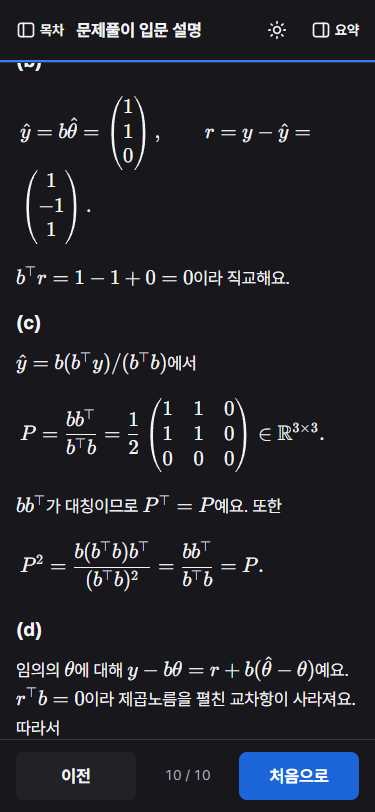 목차 문제풀이 입문 설명 요약
(b)
ŷ = bθ̂ = (1 1 0), r = y − ŷ =
(1 −1 1).
b⊤r = 1 − 1 + 0 = 0이라 직교해요.
(c)
ŷ = b(b⊤y)/(b⊤b)에서
P = bb⊤/b⊤b = 1/2 (1 1 0; 1 1 0; 0 0 0) ∈ ℝ³ˣ³.
bb⊤가 대칭이므로 P⊤ = P예요. 또한
P² = b(b⊤b)b⊤/(b⊤b)² = bb⊤/b⊤b = P.
(d)
임의의 θ에 대해 y − bθ = r + b(θ̂ − θ)예요.
r⊤b = 0이라 제곱노름을 펼친 교차항이 사라져요.
따라서
이전 10 / 10 처음으로